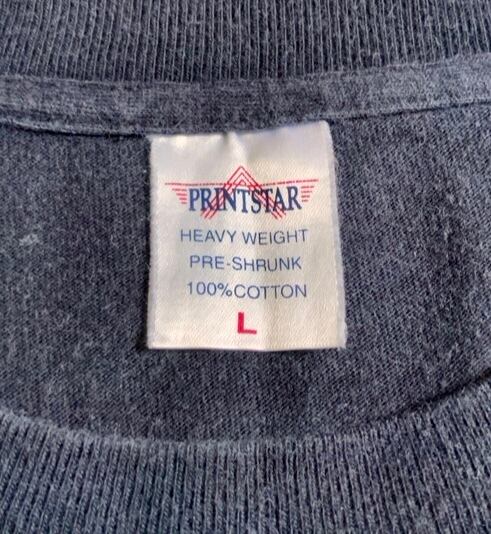 PRINTSTAR
HEAVY WEIGHT
PRE-SHRUNK
100%COTTON
L